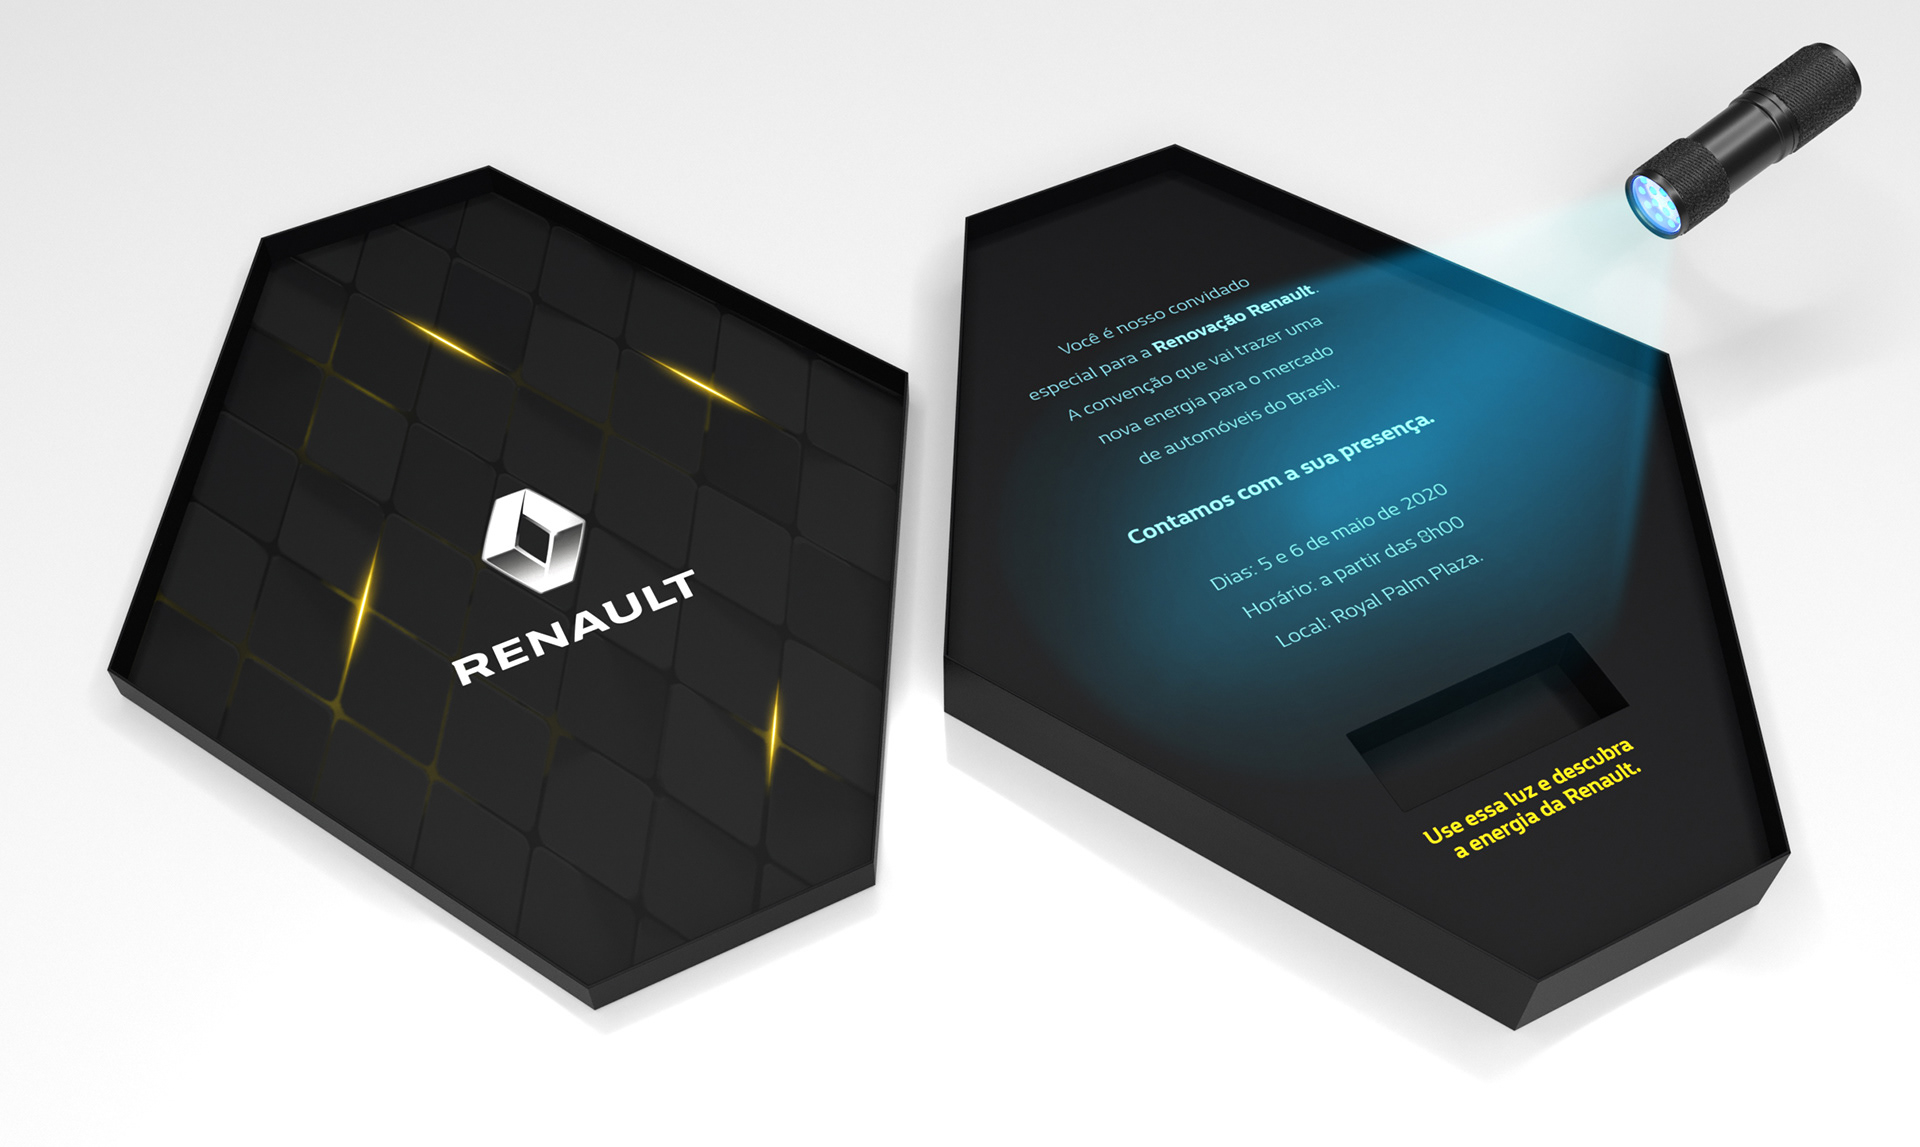 RENAULT
Você é nosso convidado
especial para a Renovação Renault.
A convenção que vai trazer uma
nova energia para o mercado
de automóveis do Brasil.
Contamos com a sua presença.
Dias: 5 e 6 de maio de 2020
Horário: a partir das 8h00
Local: Royal Palm Plaza.
Use essa luz e descubra
a energia da Renault.